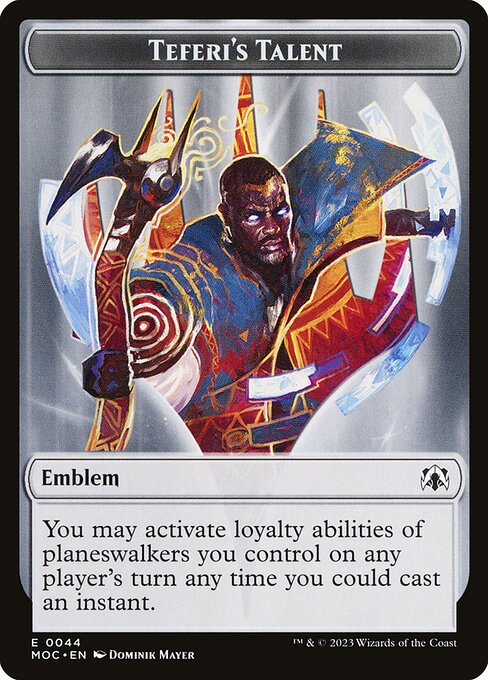 Teferi's Talent
Emblem
You may activate loyalty abilities of
planeswalkers you control on any
player's turn any time you could cast
an instant.
E 0044
MOC • EN Dominik Mayer
™ & © 2023 Wizards of the Coast